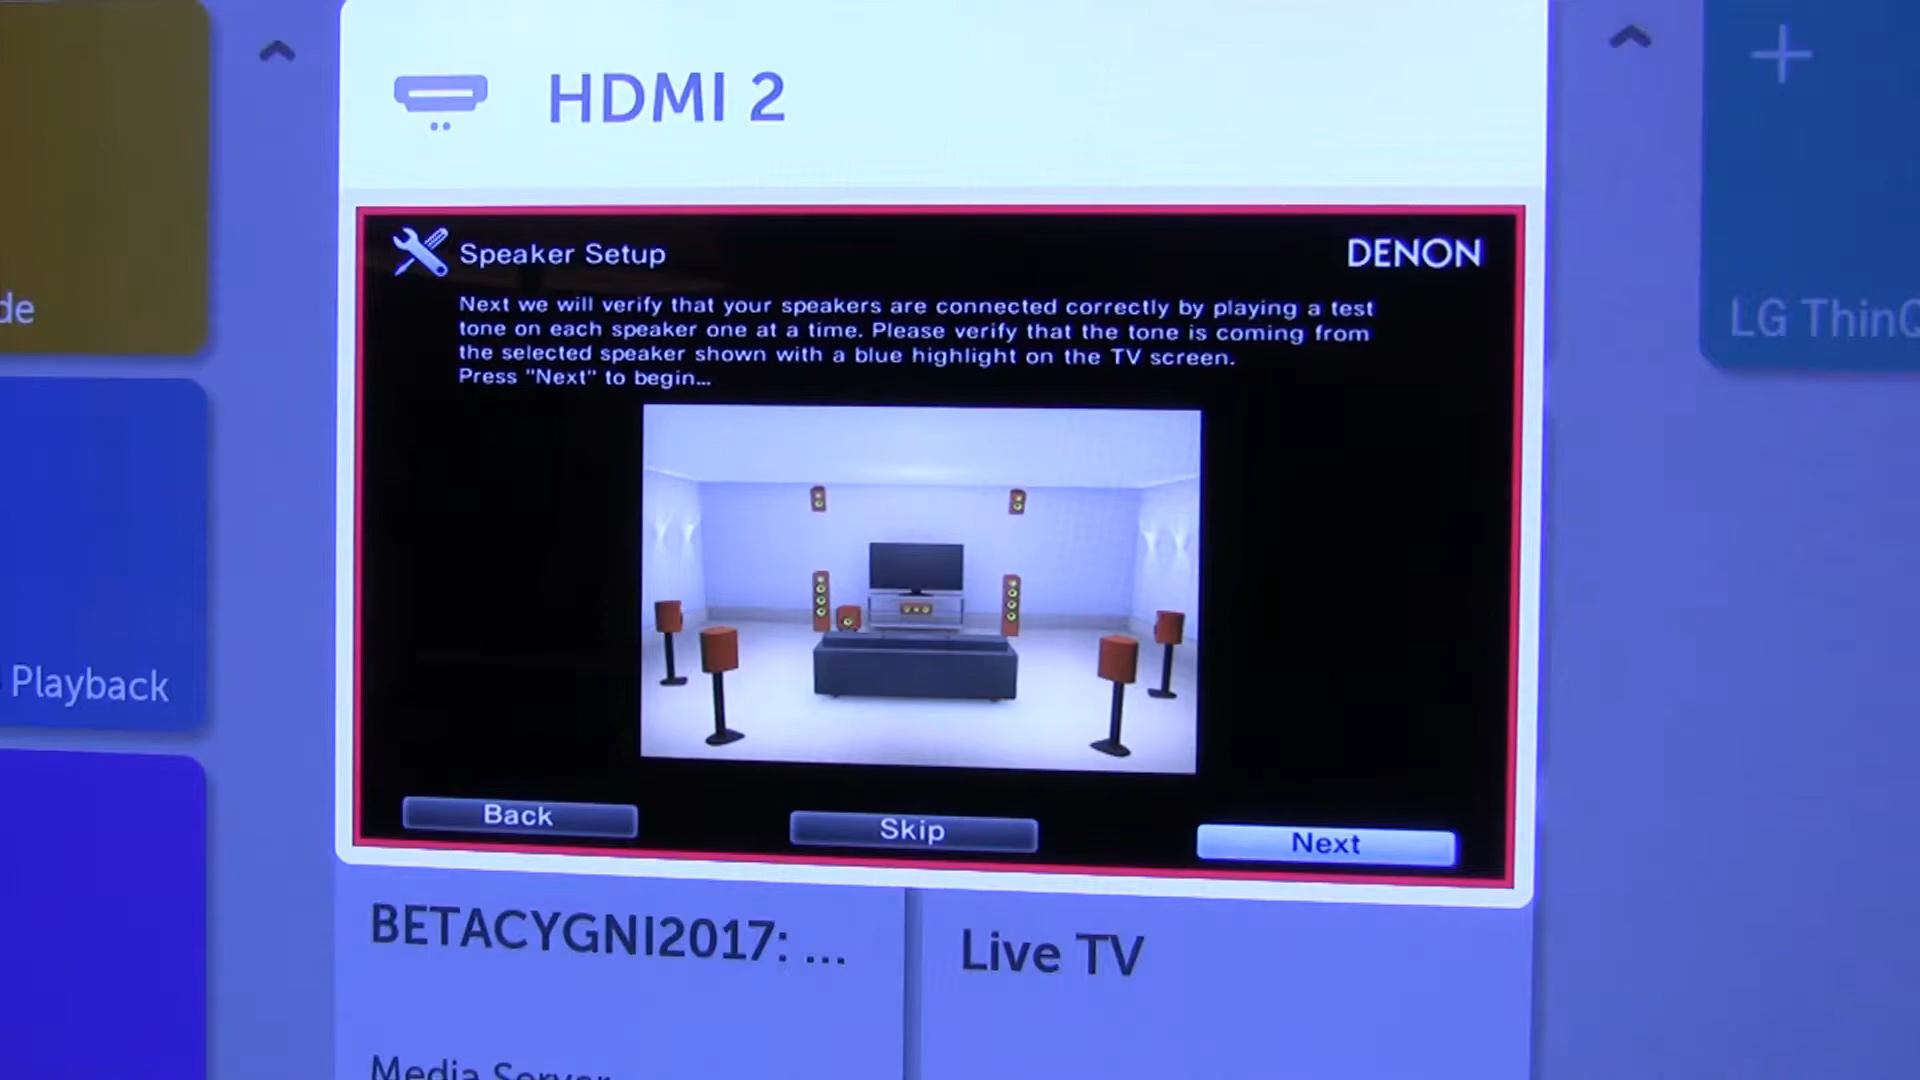 HDMI 2
Speaker Setup
DENON
Next we will verify that your speakers are connected correctly by playing a test
tone on each speaker one at a time. Please verify that the tone is coming from
the selected speaker shown with a blue highlight on the TV screen.
Press "Next" to begin...
Back
Skip
Next
de
Playback
LG ThinQ
BETACYGNI2017: ...
Live TV
Media Server